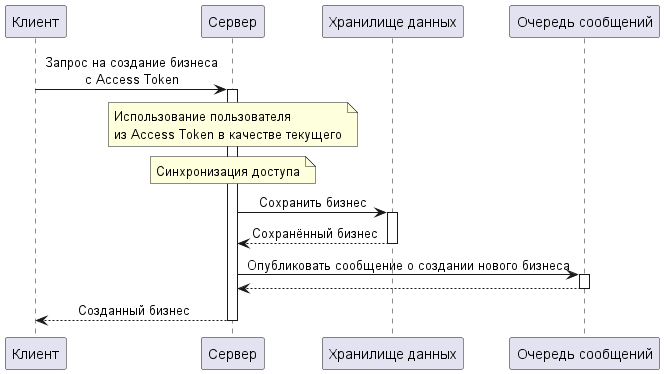 Клиент
Сервер
Хранилище данных
Очередь сообщений
Запрос на создание бизнеса
с Access Token
Использование пользователя
из Access Token в качестве текущего
Синхронизация доступа
Сохранить бизнес
Сохранённый бизнес
Опубликовать сообщение о создании нового бизнеса
Созданный бизнес
Клиент
Сервер
Хранилище данных
Очередь сообщений